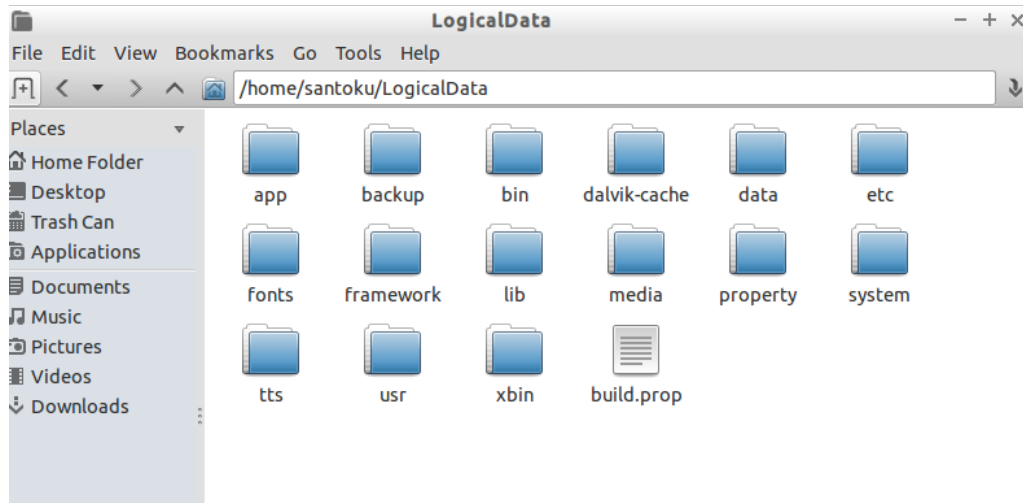 LogicalData
File Edit View Bookmarks Go Tools Help
/home/santoku/LogicalData
Places
Home Folder
Desktop
Trash Can
Applications
Documents
Music
Pictures
Videos
Downloads
app backup bin dalvik-cache data etc
fonts framework lib media property system
tts usr xbin build.prop